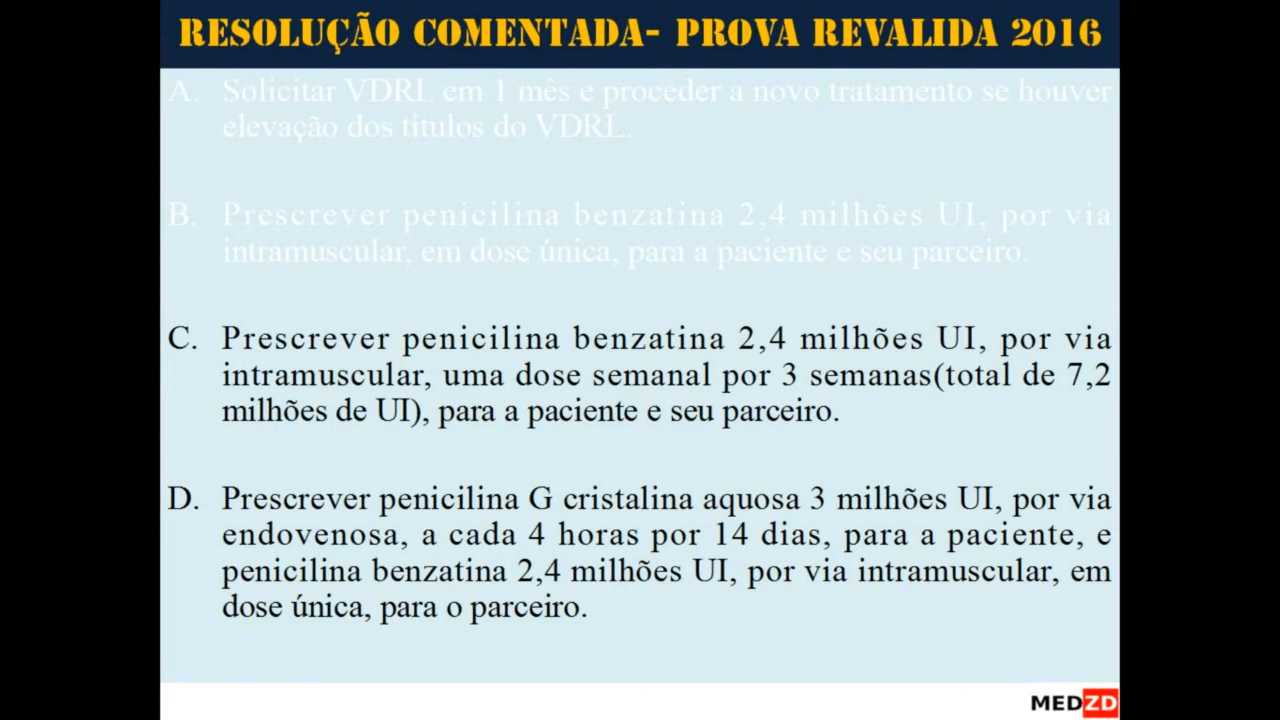 RESOLUÇÃO COMENTADA- PROVA REVALIDA 2016
A. Solicitar VDRL em 1 mês e proceder a novo tratamento se houver
elevação dos títulos do VDRL.
B. Prescrever penicilina benzatina 2,4 milhões UI, por via
intramuscular, em dose única, para a paciente e seu parceiro.
C. Prescrever penicilina benzatina 2,4 milhões UI, por via
intramuscular, uma dose semanal por 3 semanas(total de 7,2
milhões de UI), para a paciente e seu parceiro.
D. Prescrever penicilina G cristalina aquosa 3 milhões UI, por via
endovenosa, a cada 4 horas por 14 dias, para a paciente, e
penicilina benzatina 2,4 milhões UI, por via intramuscular, em
dose única, para o parceiro.
MEDZD